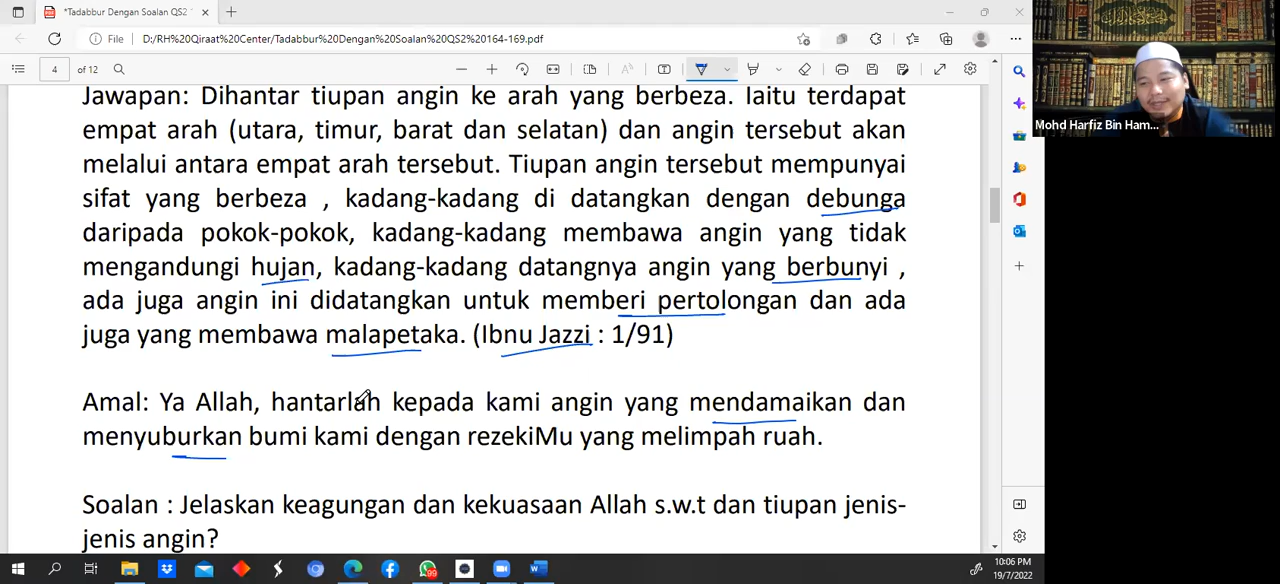 *Tadabbur Dengan Soalan QS2
File
D:/RH%20Qiraat%20Center/Tadabbur%20Dengan%20Soalan%20QS2%20164-169.pdf
4 of 12
Jawapan: Dihantar tiupan angin ke arah yang berbeza. Iaitu terdapat
empat arah (utara, timur, barat dan selatan) dan angin tersebut akan
melalui antara empat arah tersebut. Tiupan angin tersebut mempunyai
sifat yang berbeza , kadang-kadang di datangkan dengan debunga
daripada pokok-pokok, kadang-kadang membawa angin yang tidak
mengandungi hujan, kadang-kadang datangnya angin yang berbunyi ,
ada juga angin ini didatangkan untuk memberi pertolongan dan ada
juga yang membawa malapetaka. (Ibnu Jazzi : 1/91)
Amal: Ya Allah, hantarlah kepada kami angin yang mendamaikan dan
menyuburkan bumi kami dengan rezekiMu yang melimpah ruah.
Soalan : Jelaskan keagungan dan kekuasaan Allah s.w.t dan tiupan jenis-
jenis angin?
Mohd Harfiz Bin Ham...
99
10:06 PM
19/7/2022